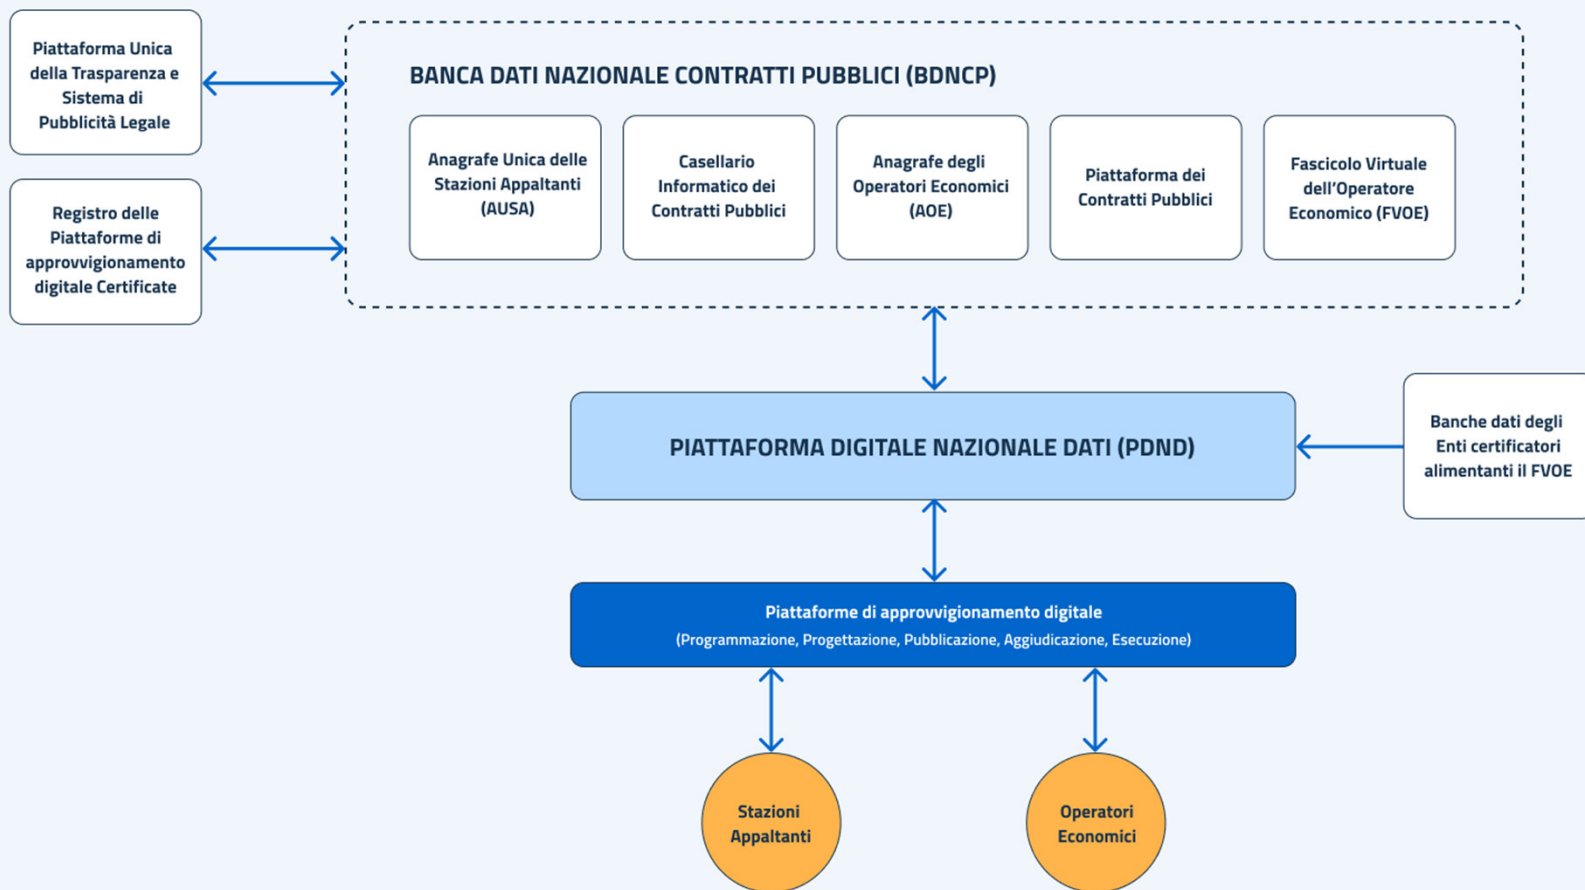 Piattaforma Unica
della Trasparenza e
Sistema di
Pubblicità Legale
Registro delle
Piattaforme di
approvvigionamento
digitale Certificate
BANCA DATI NAZIONALE CONTRATTI PUBBLICI (BDNCP)
Anagrafe Unica delle
Stazioni Appaltanti
(AUSA)
Casellario
Informatico dei
Contratti Pubblici
Anagrafe degli
Operatori Economici
(AOE)
Piattaforma dei
Contratti Pubblici
Fascicolo Virtuale
dell’Operatore
Economico (FVOE)
PIATTAFORMA DIGITALE NAZIONALE DATI (PDND)
Banche dati degli
Enti certificatori
alimentanti il FVOE
Piattaforme di approvvigionamento digitale
(Programmazione, Progettazione, Pubblicazione, Aggiudicazione, Esecuzione)
Stazioni
Appaltanti
Operatori
Economici